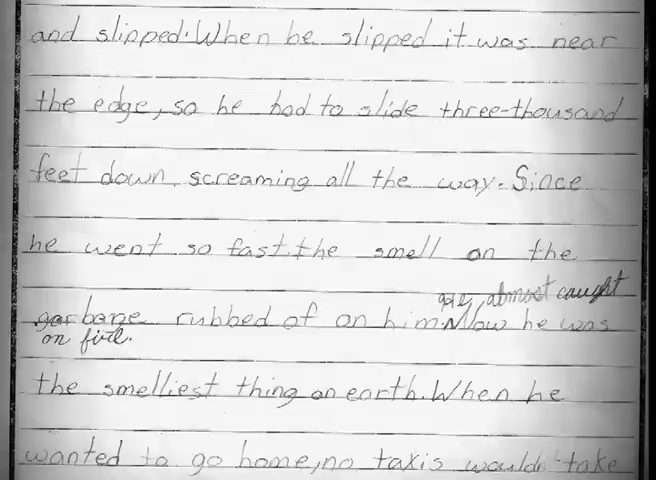 and slipped. When he slipped it was near
the edge, so he had to slide three-thousand
feet down, screaming all the way. Since
he went so fast, the smell on the
almost caught
garbage rubbed of on him. Now he was
on fire.
the smelliest thing on earth. When he
wanted to go home, no taxis would take